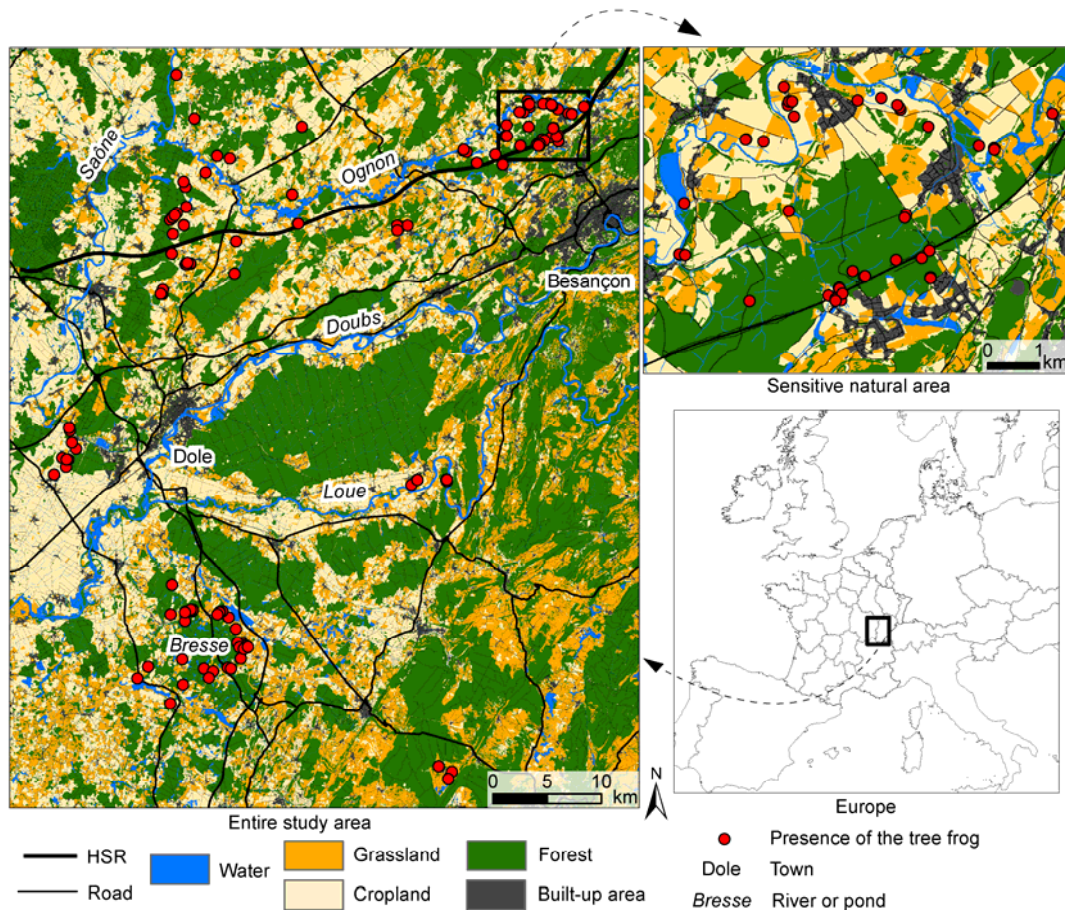 Saône
Ognon
Besançon
Doubs
Dole
Loue
Bresse
0 5 10
km
Entire study area
0 1
km
Sensitive natural area
N
Europe
HSR
Road
Water
Grassland
Cropland
Forest
Built-up area
Presence of the tree frog
Dole Town
Bresse River or pond